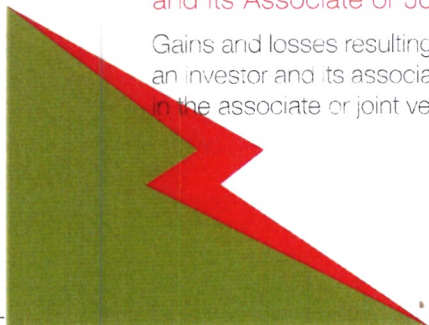 and its Associate or Jo
Gains and losses resulting
an investor and its associa
in the associate or joint ve